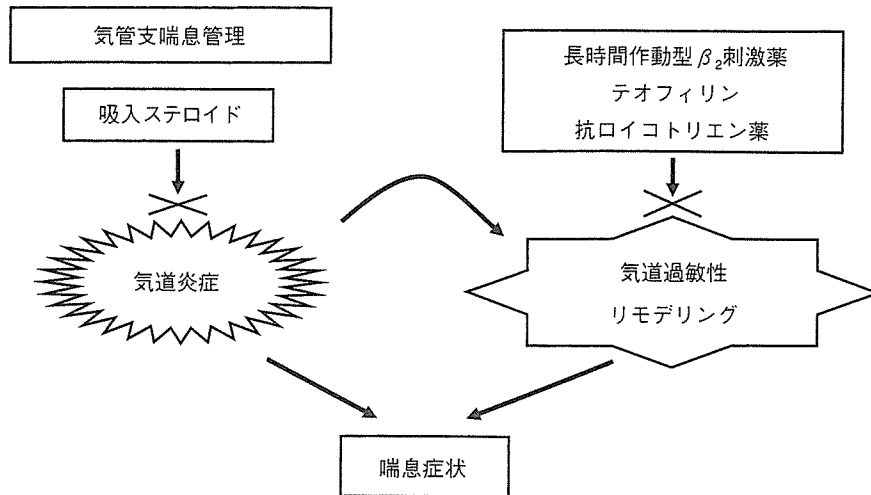 気管支喘息管理
吸入ステロイド
長時間作動型β₂刺激薬
テオフィリン
抗ロイコトリエン薬
気道炎症
気道過敏性
リモデリング
喘息症状